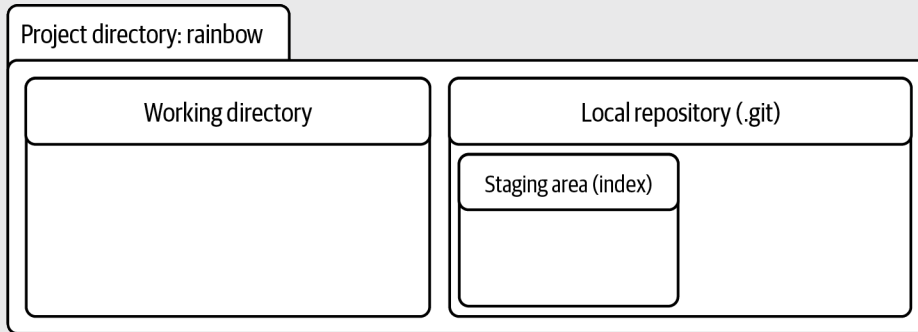 Project directory: rainbow
Working directory
Local repository (.git)
Staging area (index)